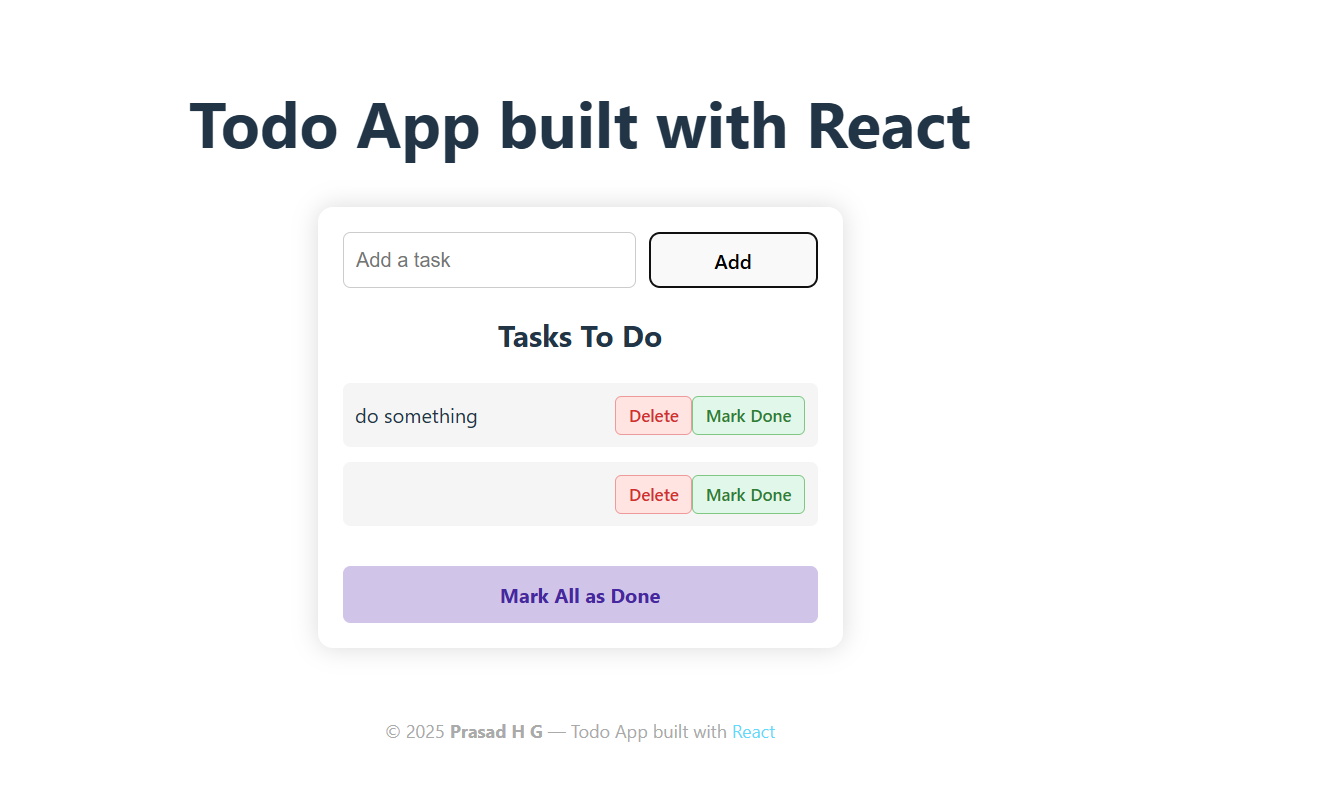 Todo App built with React
Add a task
Add
Tasks To Do
do something
Delete
Mark Done
Delete
Mark Done
Mark All as Done
© 2025 Prasad H G — Todo App built with React